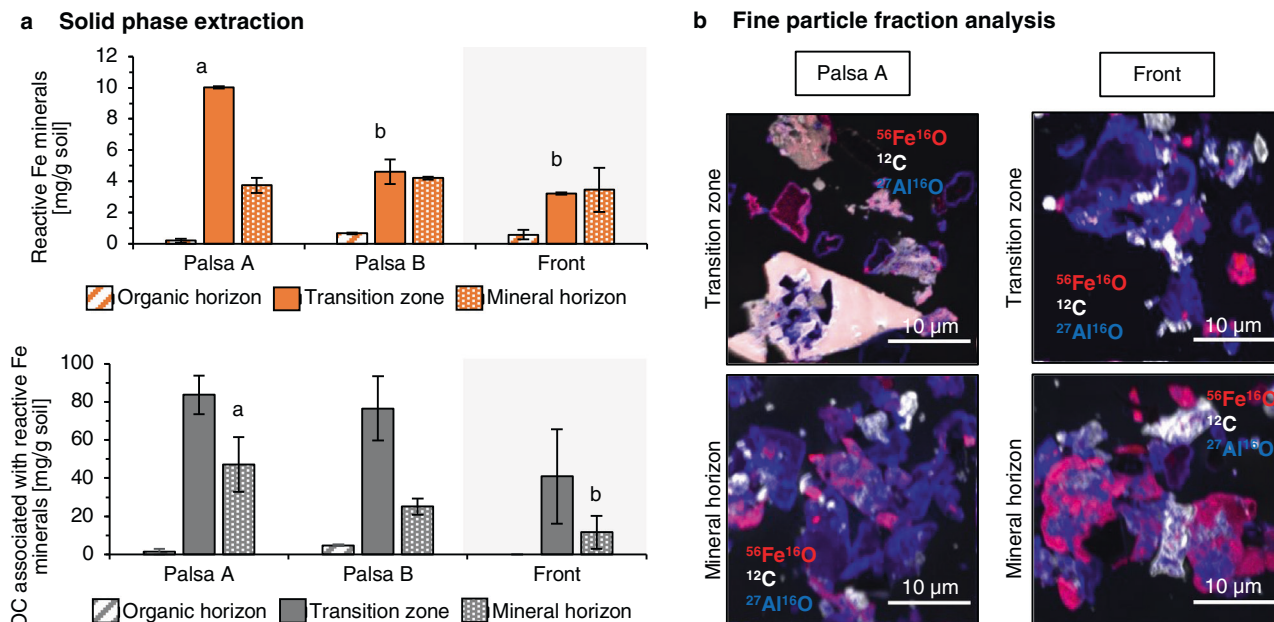 a Solid phase extraction
Reactive Fe minerals
[mg/g soil]
12
10
8
6
4
2
0
a
b
b
Palsa A
Palsa B
Front
Organic horizon
Transition zone
Mineral horizon
OC associated with reactive Fe
minerals [mg/g soil]
100
80
60
40
20
0
a
b
Palsa A
Palsa B
Front
Organic horizon
Transition zone
Mineral horizon
b Fine particle fraction analysis
Palsa A
Front
Transition zone
⁵⁶Fe¹⁶O
¹²C
²⁷Al¹⁶O
10 µm
Transition zone
⁵⁶Fe¹⁶O
¹²C
²⁷Al¹⁶O
10 µm
Mineral horizon
⁵⁶Fe¹⁶O
¹²C
²⁷Al¹⁶O
10 µm
Mineral horizon
⁵⁶Fe¹⁶O
¹²C
²⁷Al¹⁶O
10 µm